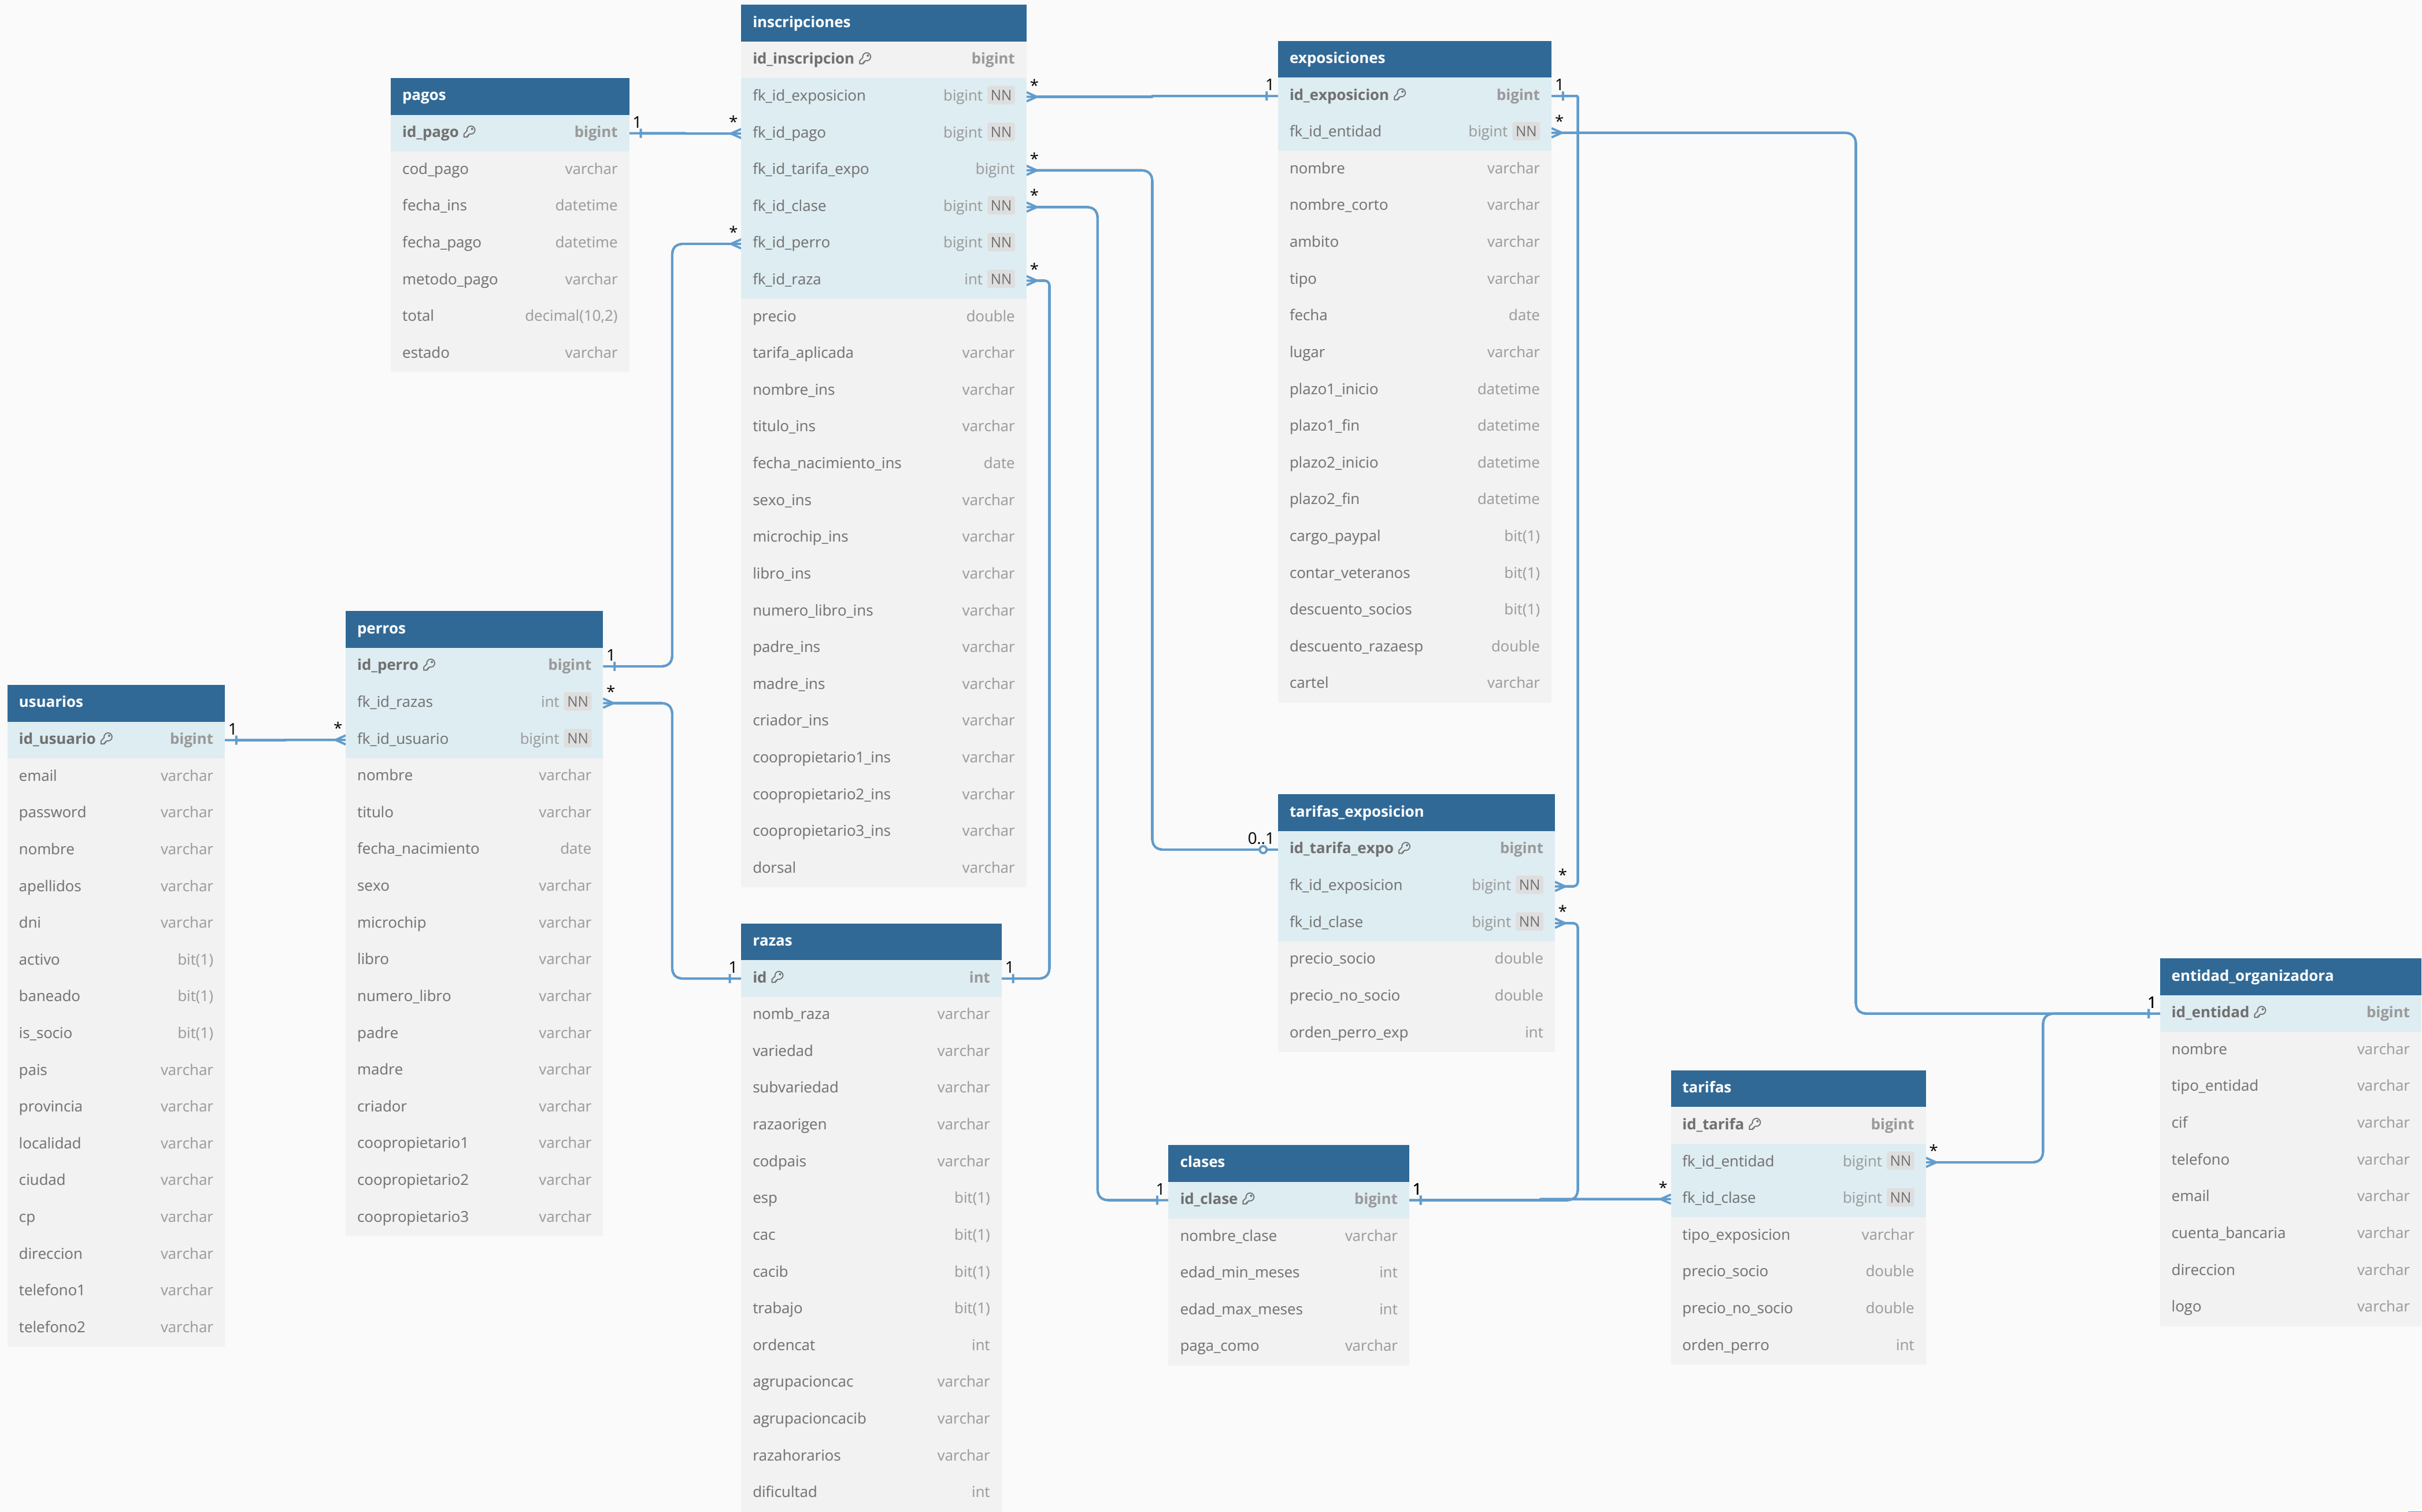 inscripciones
id_inscripcion bigint
fk_id_exposicion bigint NN
fk_id_pago bigint NN
fk_id_tarifa_expo bigint
fk_id_clase bigint NN
fk_id_perro bigint NN
fk_id_raza int NN
precio double
tarifa_aplicada varchar
nombre_ins varchar
titulo_ins varchar
fecha_nacimiento_ins date
sexo_ins varchar
microchip_ins varchar
libro_ins varchar
numero_libro_ins varchar
padre_ins varchar
madre_ins varchar
criador_ins varchar
coopropietario1_ins varchar
coopropietario2_ins varchar
coopropietario3_ins varchar
dorsal varchar
* * * * * *
exposiciones
1 id_exposicion bigint 1
fk_id_entidad bigint NN *
nombre varchar
nombre_corto varchar
ambito varchar
tipo varchar
fecha date
lugar varchar
plazo1_inicio datetime
plazo1_fin datetime
plazo2_inicio datetime
plazo2_fin datetime
cargo_paypal bit(1)
contar_veteranos bit(1)
descuento_socios bit(1)
descuento_razaesp double
cartel varchar
pagos
id_pago bigint 1
cod_pago varchar
fecha_ins datetime
fecha_pago datetime
metodo_pago varchar
total decimal(10,2)
estado varchar
perros
id_perro bigint 1
fk_id_razas int NN *
* fk_id_usuario bigint NN
nombre varchar
titulo varchar
fecha_nacimiento date
sexo varchar
microchip varchar
libro varchar
numero_libro varchar
padre varchar
madre varchar
criador varchar
coopropietario1 varchar
coopropietario2 varchar
coopropietario3 varchar
usuarios
id_usuario bigint 1
email varchar
password varchar
nombre varchar
apellidos varchar
dni varchar
activo bit(1)
baneado bit(1)
is_socio bit(1)
pais varchar
provincia varchar
localidad varchar
ciudad varchar
cp varchar
direccion varchar
telefono1 varchar
telefono2 varchar
razas
1 id int 1
nomb_raza varchar
variedad varchar
subvariedad varchar
razaorigen varchar
codpais varchar
esp bit(1)
cac bit(1)
cacib bit(1)
trabajo bit(1)
ordencat int
agrupacioncac varchar
agrupacioncacib varchar
razahorarios varchar
dificultad int
tarifas_exposicion
0..1 id_tarifa_expo bigint
fk_id_exposicion bigint NN *
fk_id_clase bigint NN *
precio_socio double
precio_no_socio double
orden_perro_exp int
clases
1 id_clase bigint 1
nombre_clase varchar
edad_min_meses int
edad_max_meses int
paga_como varchar
tarifas
id_tarifa bigint
fk_id_entidad bigint NN *
* fk_id_clase bigint NN
tipo_exposicion varchar
precio_socio double
precio_no_socio double
orden_perro int
entidad_organizadora
1 id_entidad bigint
nombre varchar
tipo_entidad varchar
cif varchar
telefono varchar
email varchar
cuenta_bancaria varchar
direccion varchar
logo varchar